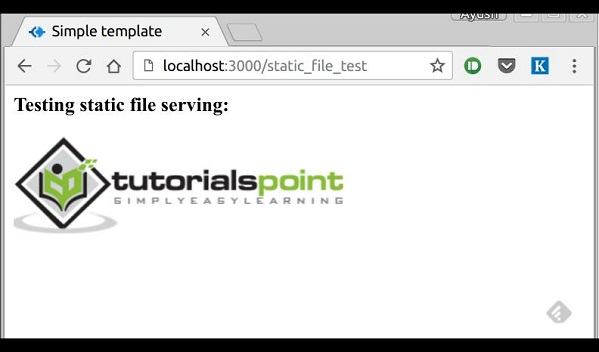 Ayush
Simple template
localhost:3000/static_file_test
K
Testing static file serving:
tutorialspoint
SIMPLYEASYLEARNING